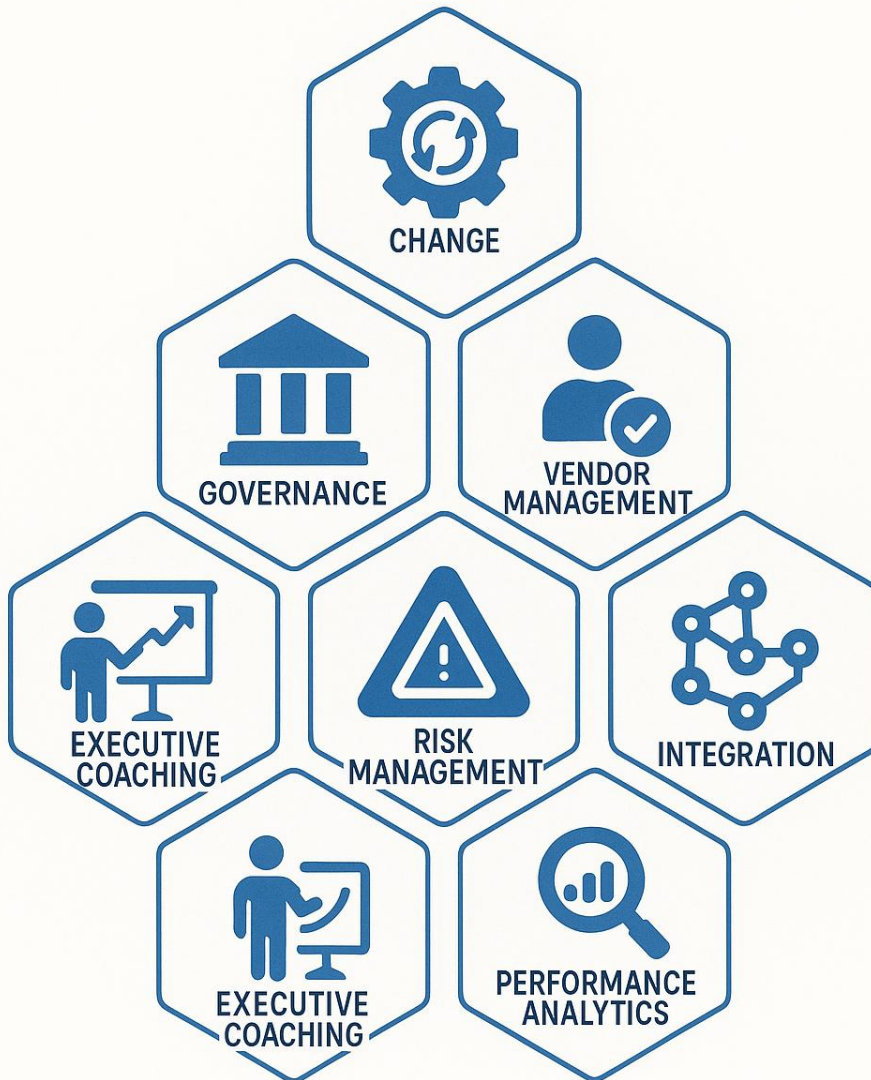 CHANGE
GOVERNANCE
VENDOR
MANAGEMENT
EXECUTIVE
COACHING
RISK
MANAGEMENT
INTEGRATION
EXECUTIVE
COACHING
PERFORMANCE
ANALYTICS